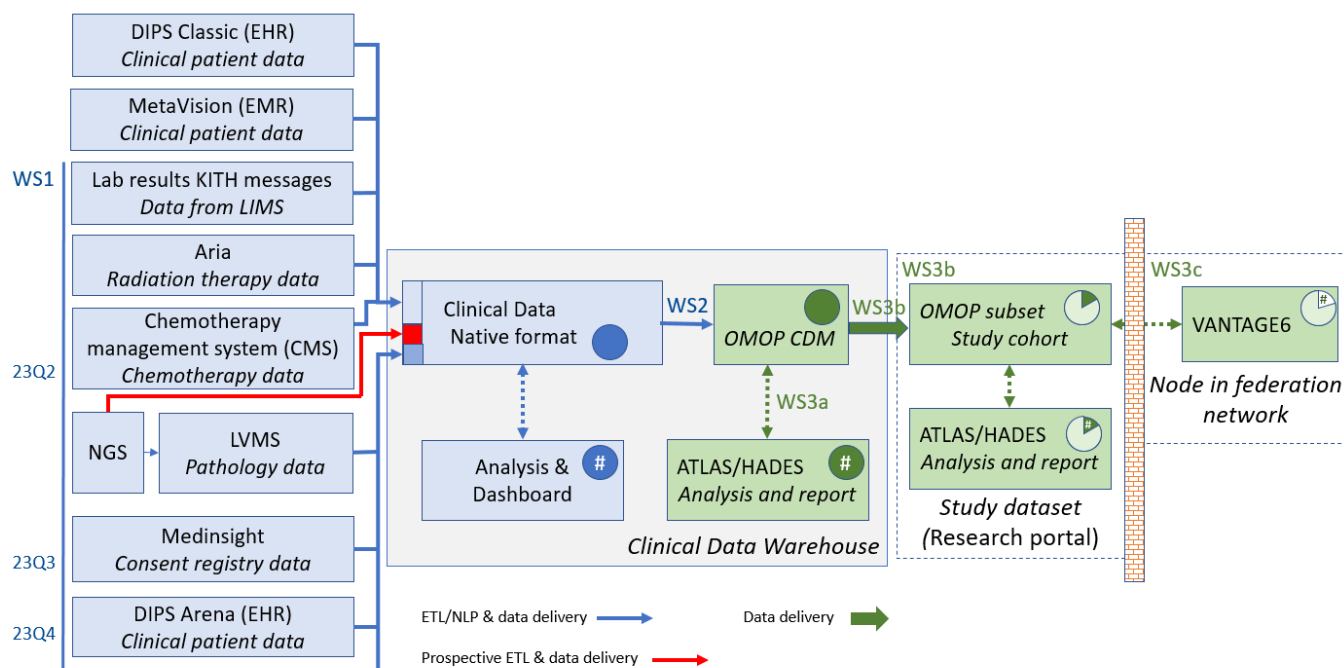 DIPS Classic (EHR)
Clinical patient data
MetaVision (EMR)
Clinical patient data
WS1
Lab results KITH messages
Data from LIMS
Aria
Radiation therapy data
Chemotherapy
management system (CMS)
Chemotherapy data
23Q2
NGS
LVMS
Pathology data
Medinsight
Consent registry data
23Q3
DIPS Arena (EHR)
Clinical patient data
23Q4
Clinical Data
Native format
WS2
OMOP CDM
WS3b
Analysis &
Dashboard
#
WS3a
ATLAS/HADES
Analysis and report
#
Clinical Data Warehouse
WS3b
OMOP subset
Study cohort
ATLAS/HADES
Analysis and report
#
Study dataset
(Research portal)
WS3c
VANTAGE6
#
Node in federation
network
ETL/NLP & data delivery
Data delivery
Prospective ETL & data delivery